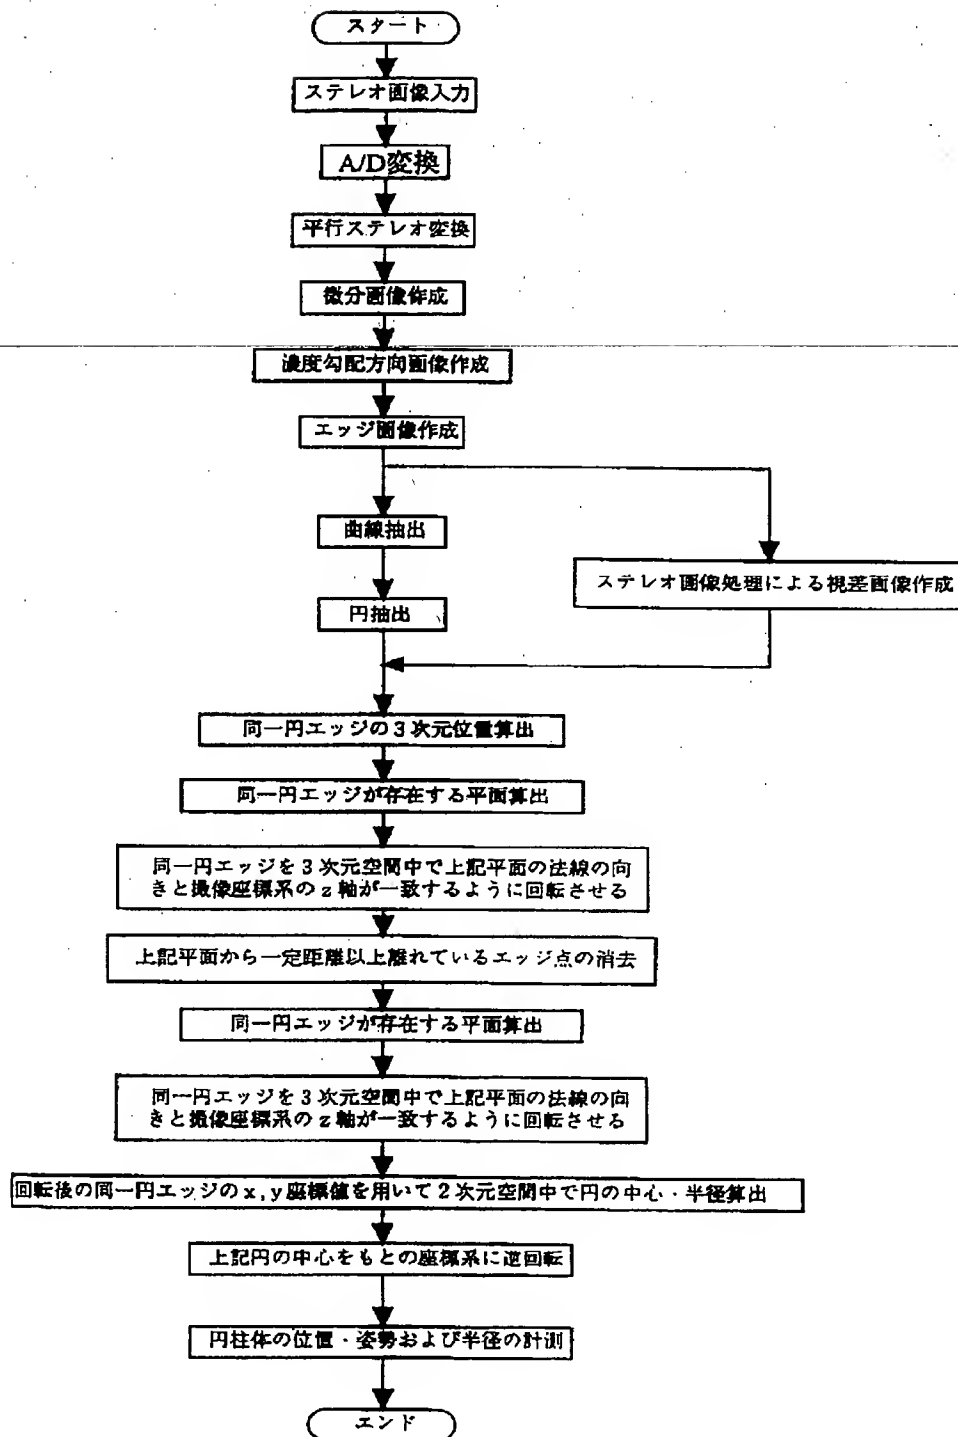 スタート
ステレオ画像入力
A/D変換
平行ステレオ変換
微分画像作成
濃度勾配方向画像作成
エッジ画像作成
曲線抽出
ステレオ画像処理による視差画像作成
円抽出
同一円エッジの3次元位置算出
同一円エッジが存在する平面算出
同一円エッジを3次元空間中で上記平面の法線の向
きと撮像座標系のz軸が一致するように回転させる
上記平面から一定距離以上離れているエッジ点の消去
同一円エッジが存在する平面算出
同一円エッジを3次元空間中で上記平面の法線の向
きと撮像座標系のz軸が一致するように回転させる
回転後の同一円エッジのx,y座標値を用いて2次元空間中で円の中心・半径算出
上記円の中心をもとの座標系に逆回転
円柱体の位置・姿勢および半径の計測
エンド